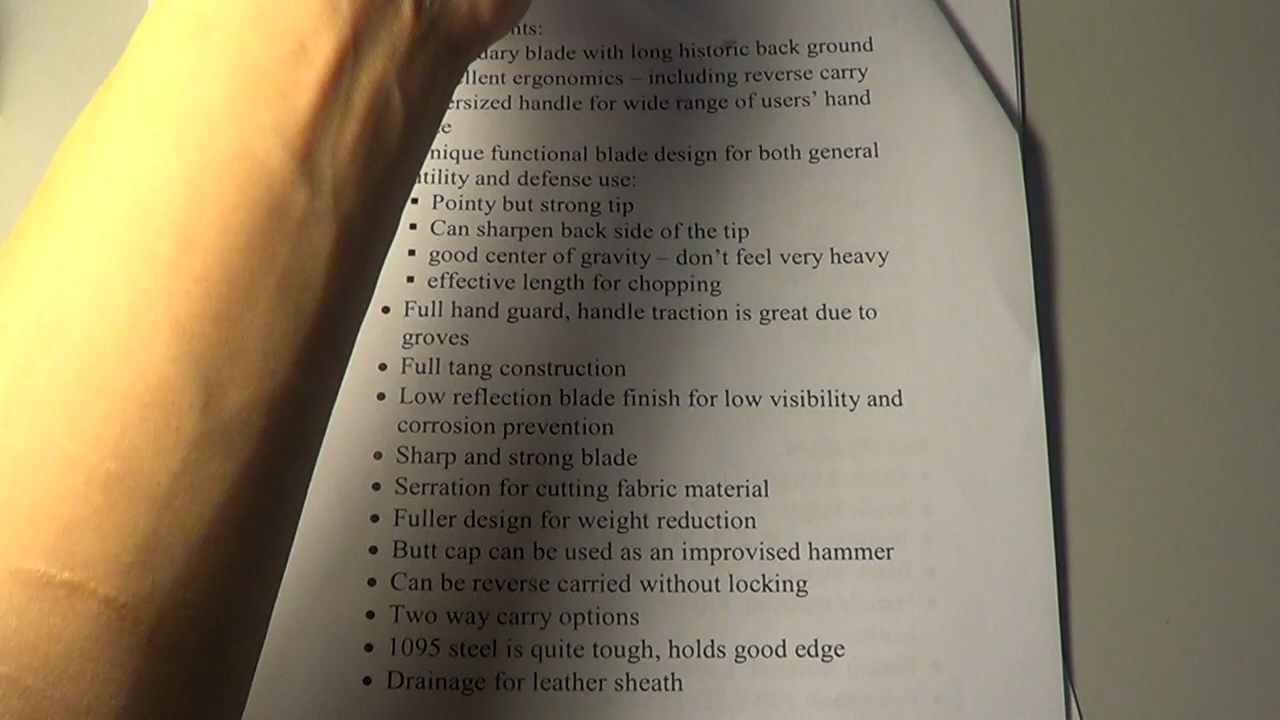 blade with long historic back ground
ergonomics – including reverse carry
handle for wide range of users' hand
functional blade design for both general
and defense use:
▪ Pointy but strong tip
▪ Can sharpen back side of the tip
▪ good center of gravity – don't feel very heavy
▪ effective length for chopping
• Full hand guard, handle traction is great due to
groves
• Full tang construction
• Low reflection blade finish for low visibility and
corrosion prevention
• Sharp and strong blade
• Serration for cutting fabric material
• Fuller design for weight reduction
• Butt cap can be used as an improvised hammer
• Can be reverse carried without locking
• Two way carry options
• 1095 steel is quite tough, holds good edge
• Drainage for leather sheath